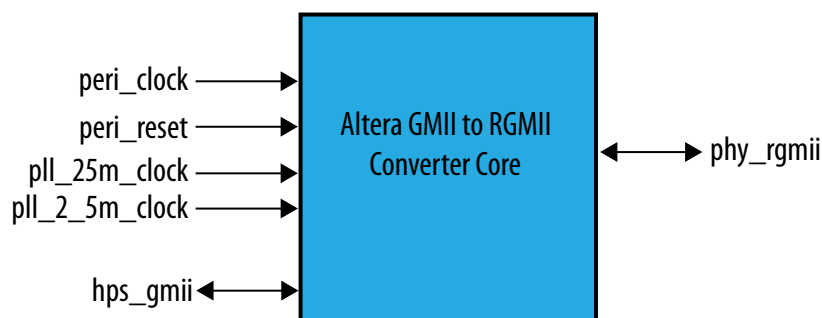 peri_clock
peri_reset
pll_25m_clock
pll_2_5m_clock
hps_gmii
Altera GMII to RGMII
Converter Core
phy_rgmii